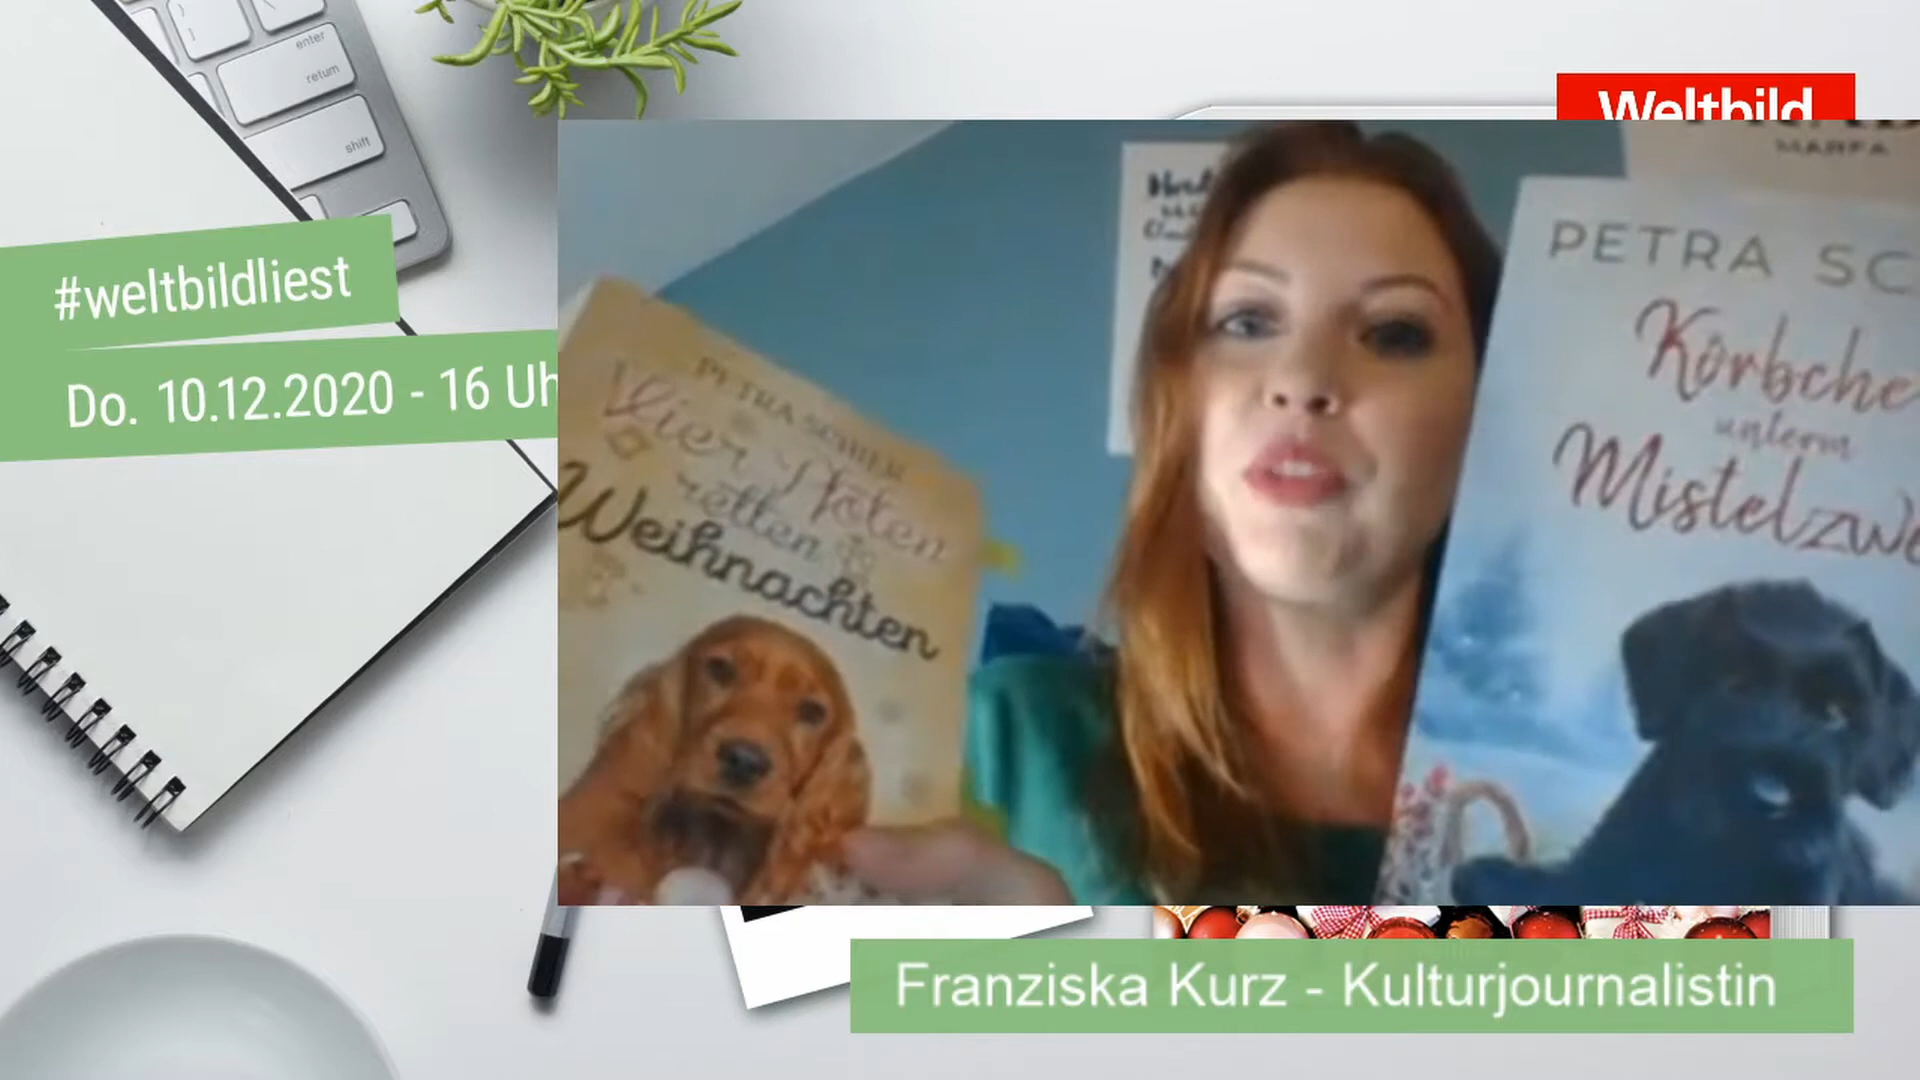 enter
return
shift
Weltbild
MARFA
#weltbildliest
Do. 10.12.2020 - 16 Uh
PETRA SCHIER
Vier Pfoten
retten
Weihnachten
PETRA SC
Körbche
unterm
Mistelzwe
Franziska Kurz - Kulturjournalistin